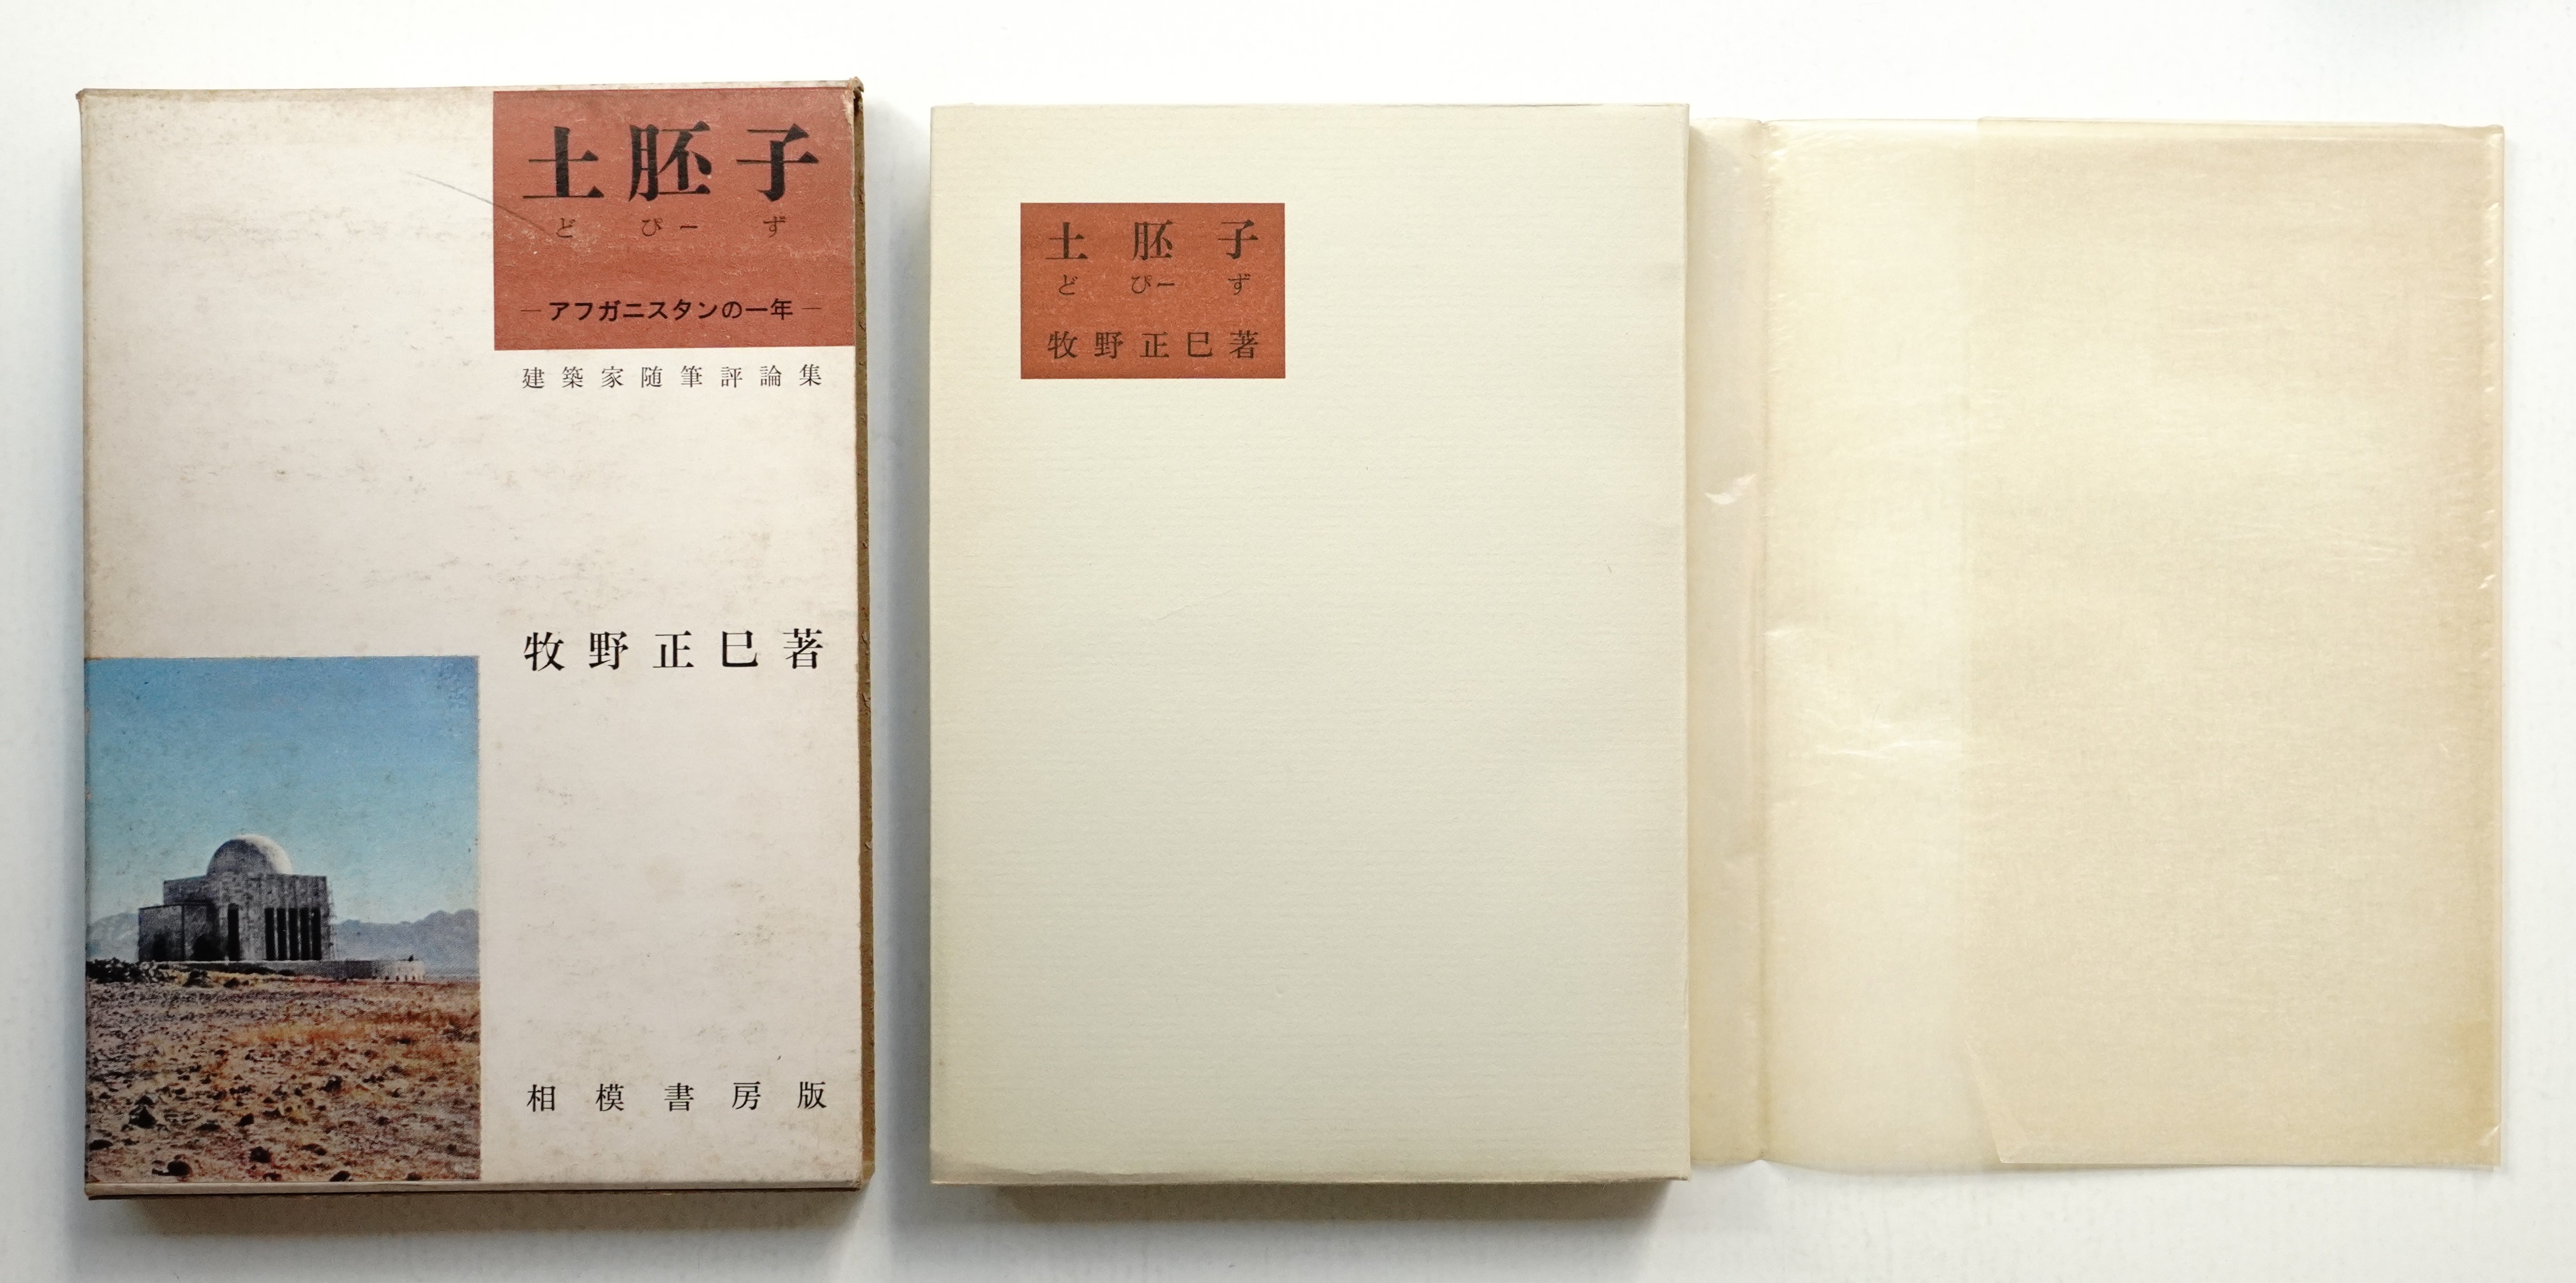 土胚子
どぴーず
―アフガニスタンの一年―
建築家随筆評論集
牧野正巳著
相模書房版
土胚子
どぴーず
牧野正巳著